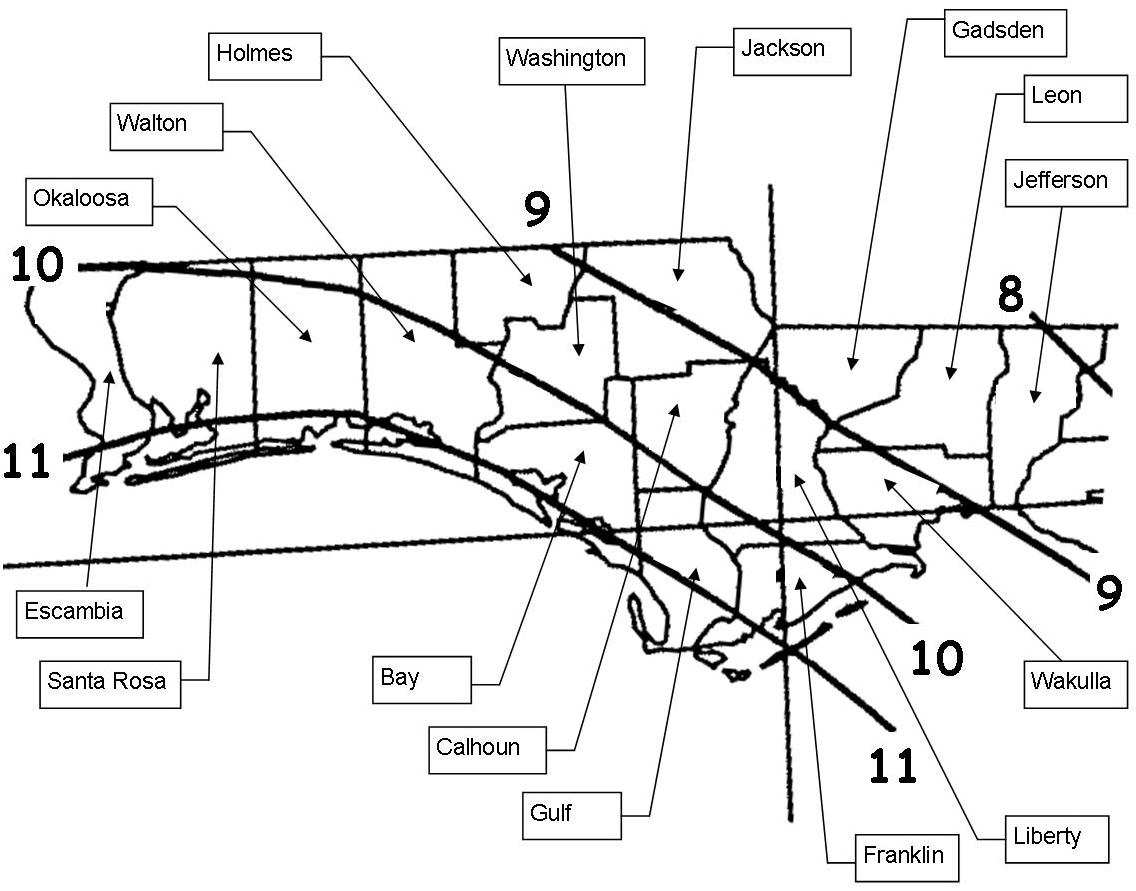 Gadsden
Holmes
Washington
Jackson
Leon
Walton
Jefferson
Okaloosa
9
10
8
11
Escambia
9
10
Santa Rosa
Bay
Wakulla
Calhoun
11
Gulf
Liberty
Franklin